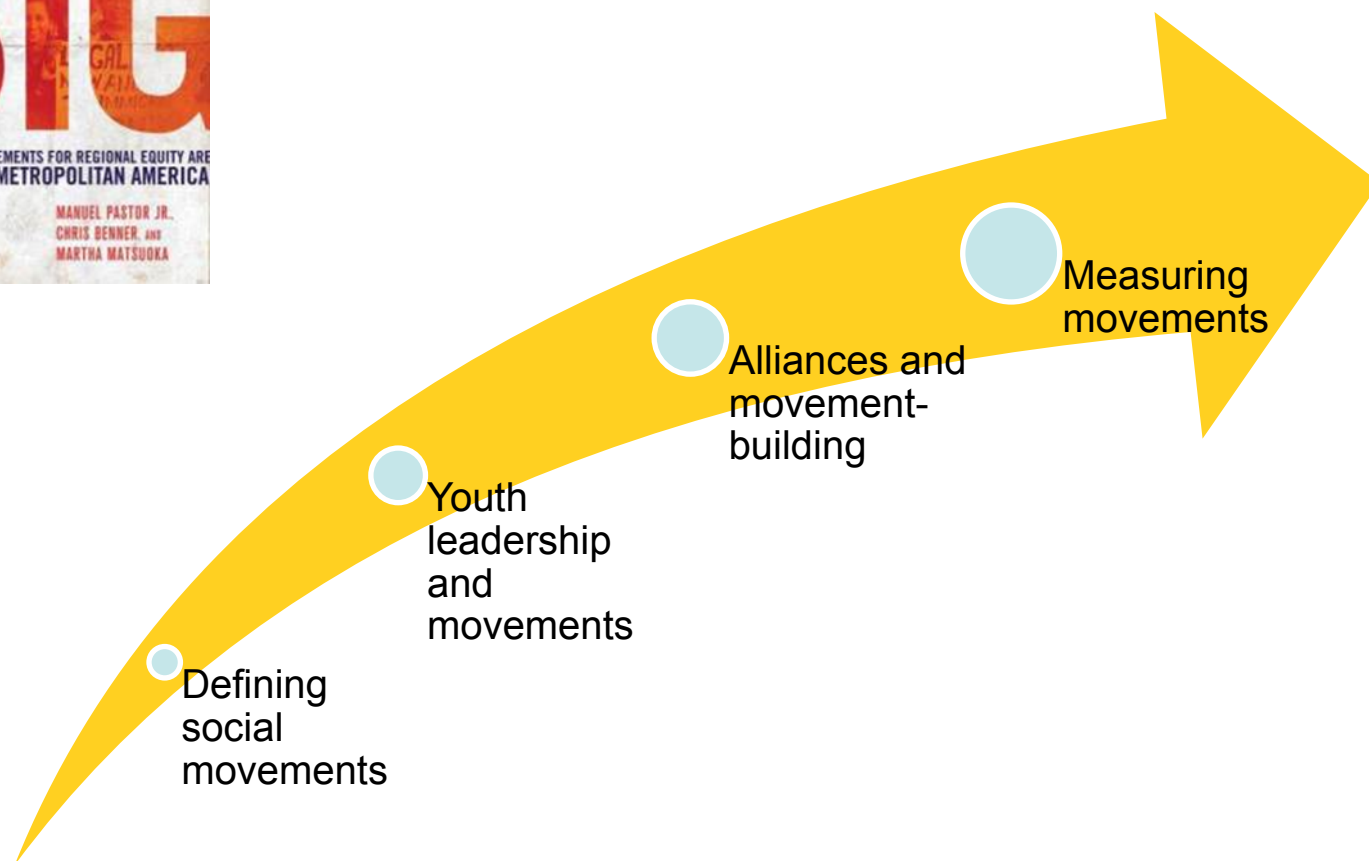 IG
EMENTS FOR REGIONAL EQUITY ARE
METROPOLITAN AMERICA
MANUEL PASTOR JR.,
CHRIS BENNER, AND
MARTHA MATSUOKA
Measuring
movements
Alliances and
movement-
building
Youth
leadership
and
movements
Defining
social
movements